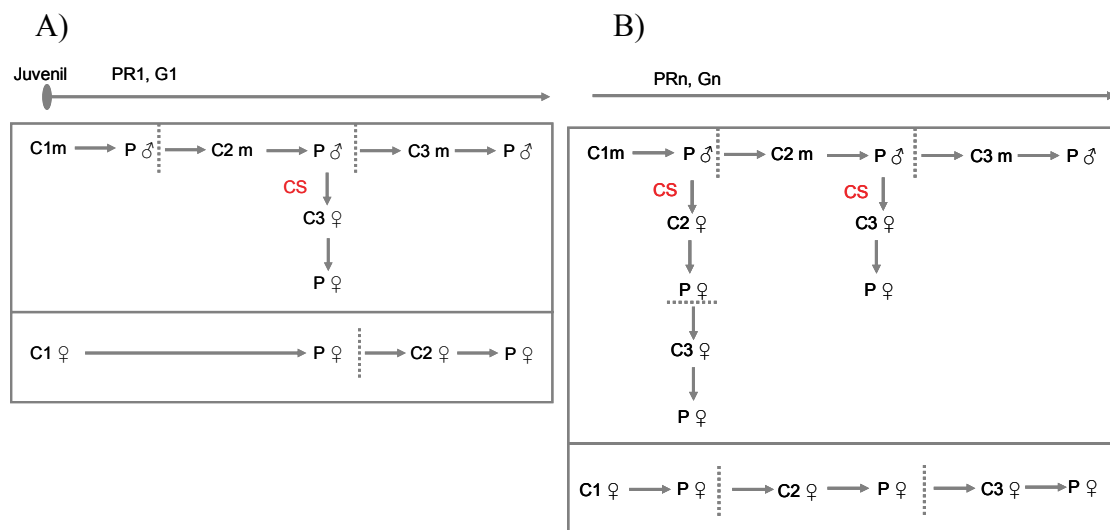 A)
Juvenil PR1, G1
C1m P ♂ C2 m P ♂ C3 m P ♂
CS
C3 ♀
P ♀
C1 ♀ P ♀ C2 ♀ P ♀
B)
PRn, Gn
C1m P ♂ C2 m P ♂ C3 m P ♂
CS CS
C2 ♀ C3 ♀
P ♀ P ♀
C3 ♀
P ♀
C1 ♀ P ♀ C2 ♀ P ♀ C3 ♀ P ♀